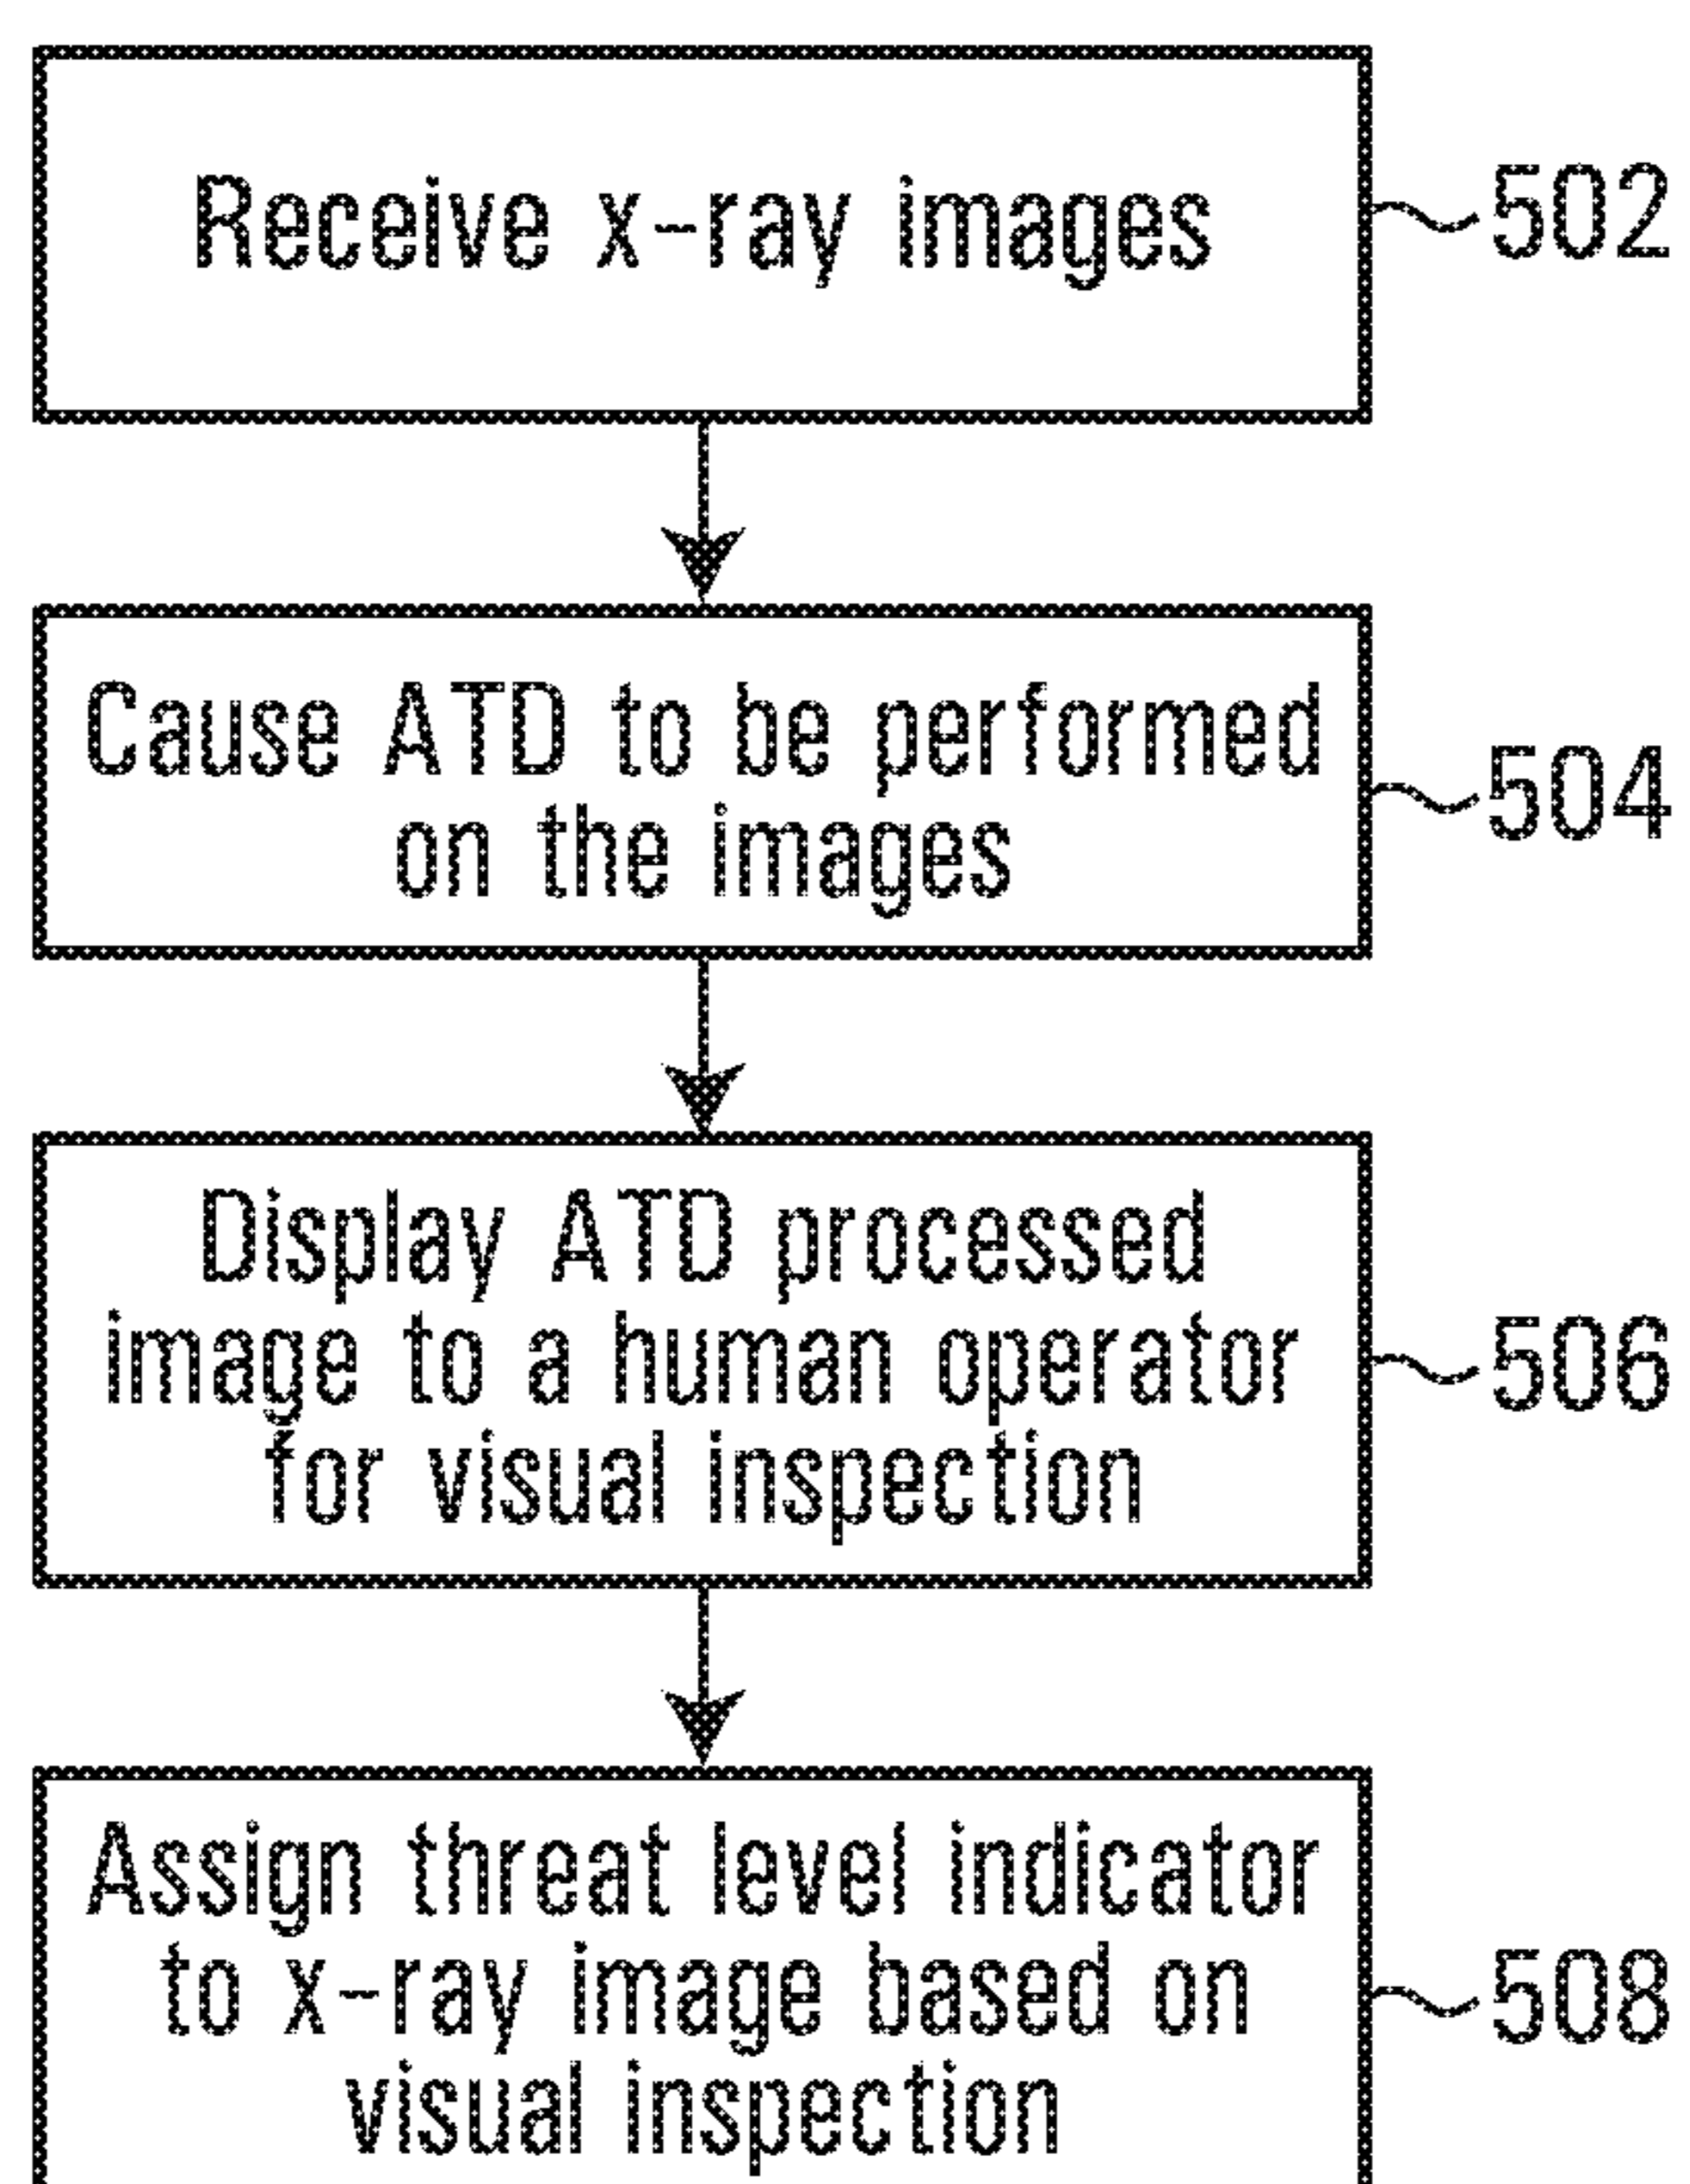 Receive x-ray images
502
Cause ATD to be performed
on the images
504
Display ATD processed
image to a human operator
for visual inspection
506
Assign threat level indicator
to x-ray image based on
visual inspection
508